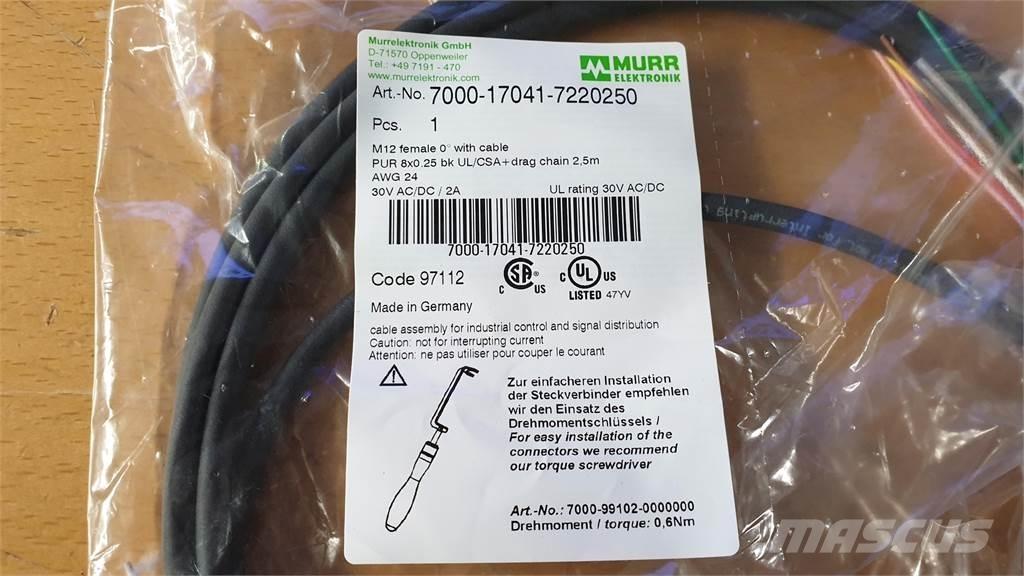 Murrelektronik GmbH
D-71570 Oppenweiler
Tel.: +49 7191 - 470
www.murrelektronik.com
MURR
ELEKTRONIK
Art.-No. 7000-17041-7220250
Pcs. 1
M12 female 0° with cable
PUR 8x0.25 bk UL/CSA+drag chain 2,5m
AWG 24
30V AC/DC / 2A UL rating 30V AC/DC
7000-17041-7220250
Code 97112
C SA ® US
C UL US
LISTED 47YV
Made in Germany
cable assembly for industrial control and signal distribution
Caution: not for interrupting current
Attention: ne pas utiliser pour couper le courant
Zur einfacheren Installation
der Steckverbinder empfehlen
wir den Einsatz des
Drehmomentschlüssels /
For easy installation of the
connectors we recommend
our torque screwdriver
Art-No.: 7000-99102-0000000
Drehmoment / torque: 0,6Nm
MASCUS